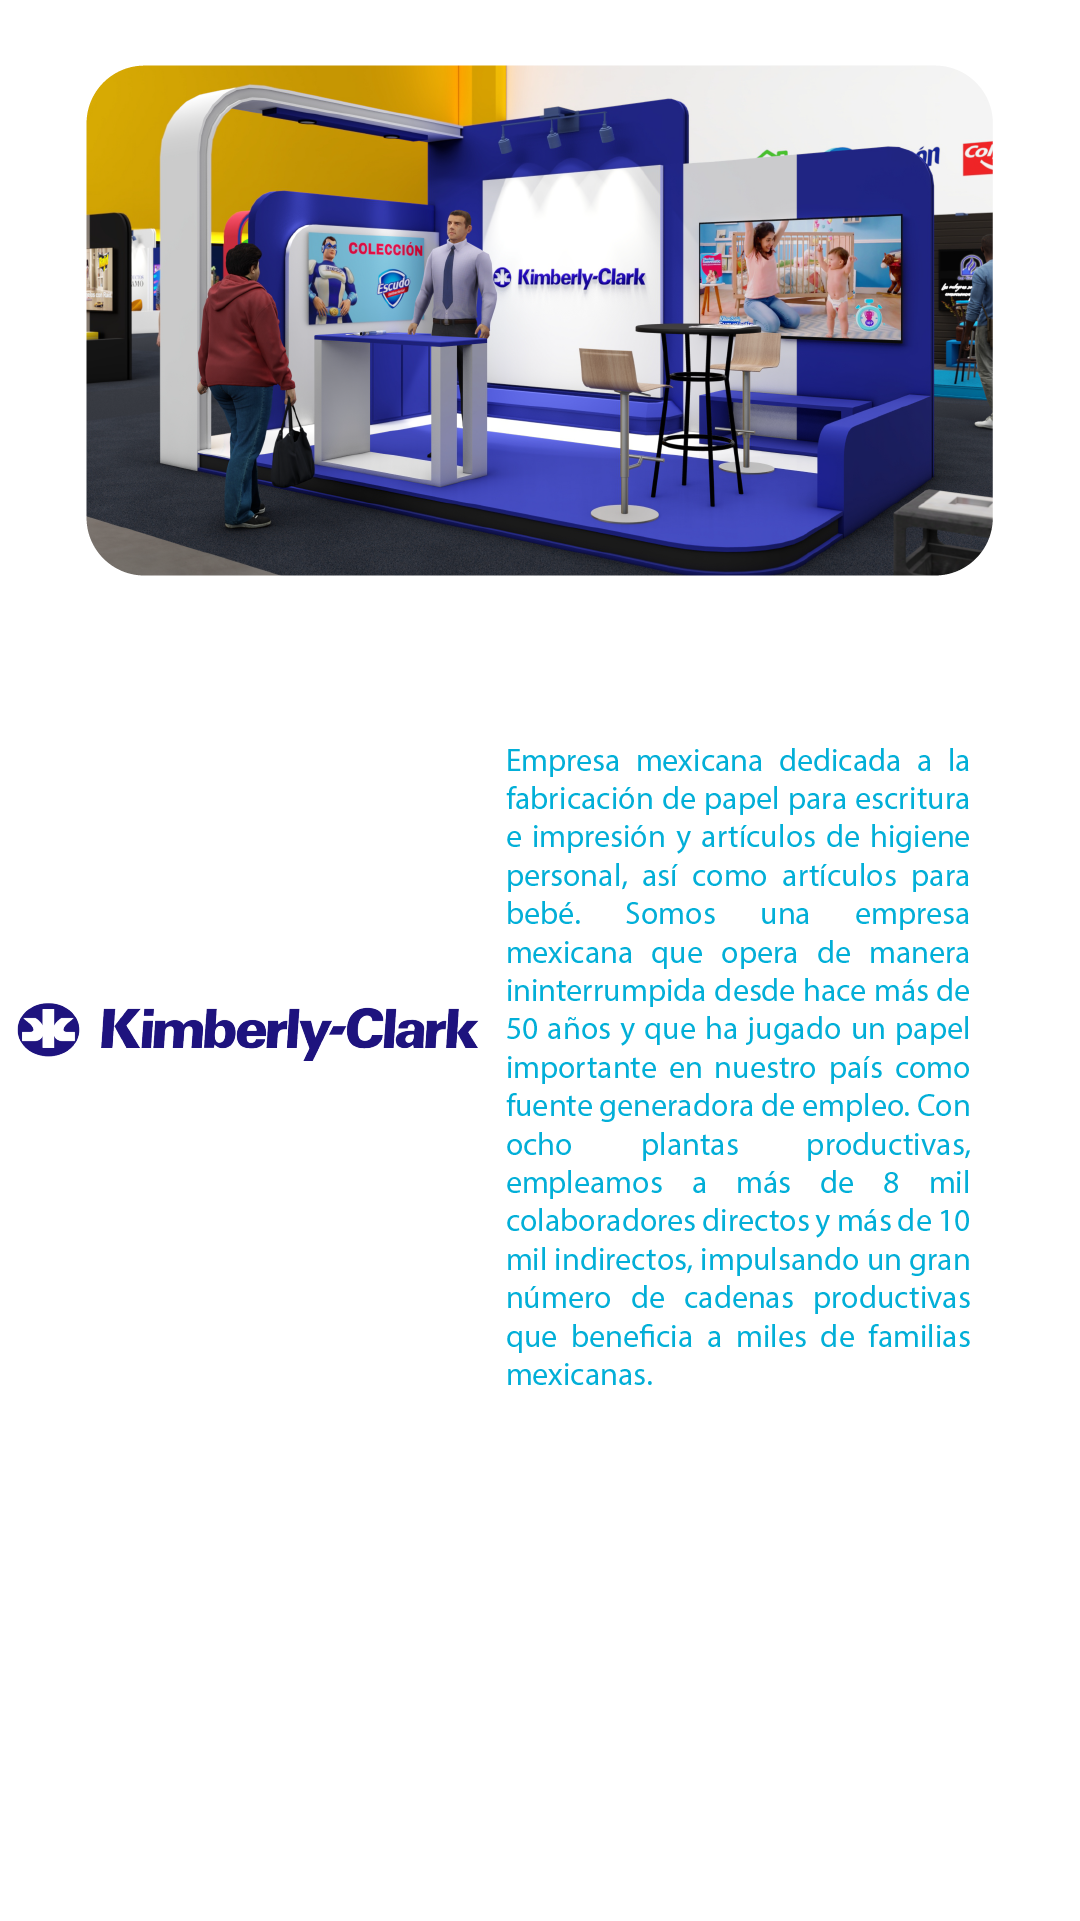 COLECCIÓN
Escudo
Kimberly-Clark
Empresa mexicana dedicada a la
fabricación de papel para escritura
e impresión y artículos de higiene
personal, así como artículos para
bebé. Somos una empresa
mexicana que opera de manera
ininterrumpida desde hace más de
50 años y que ha jugado un papel
importante en nuestro país como
fuente generadora de empleo. Con
ocho plantas productivas,
empleamos a más de 8 mil
colaboradores directos y más de 10
mil indirectos, impulsando un gran
número de cadenas productivas
que beneficia a miles de familias
mexicanas.
Kimberly-Clark